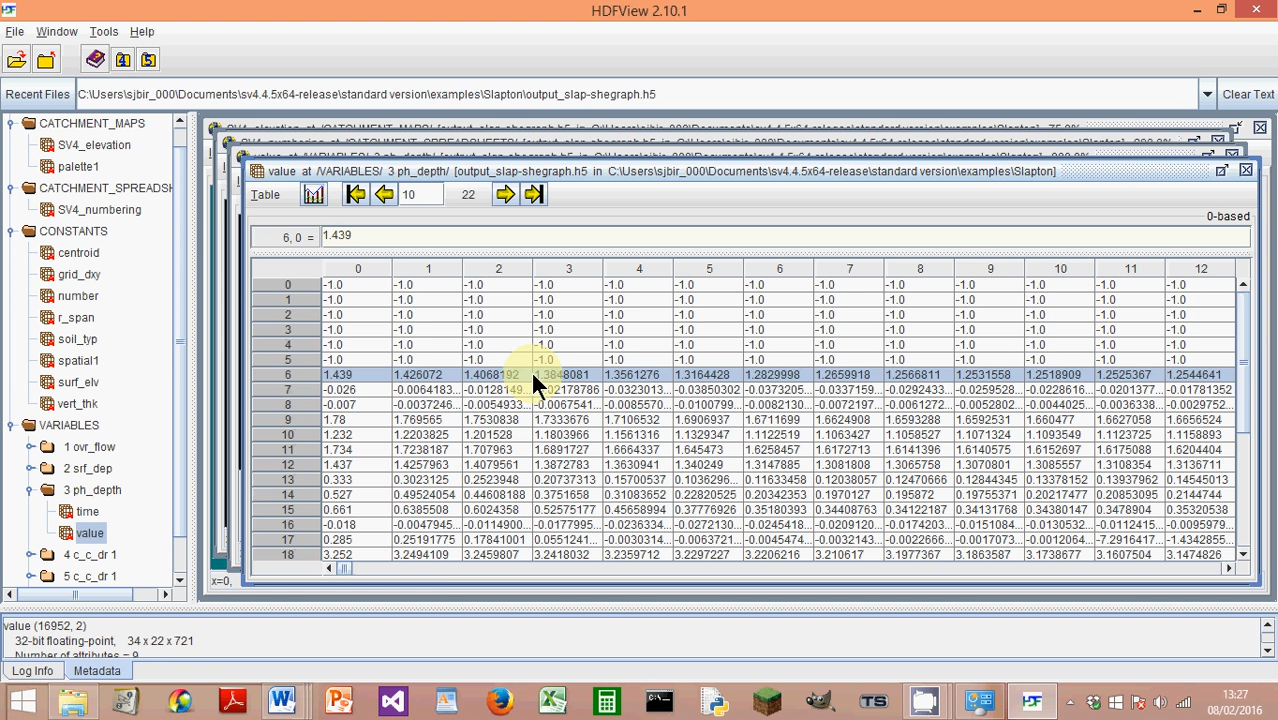 HDFView 2.10.1
File Window Tools Help
Recent Files C:\Users\sjbir_000\Documents\sv4.4.5x64-release\standard version\examples\Slapton\output_slap-shegraph.h5 Clear Text
CATCHMENT_MAPS
SV4_elevation
palette1
CATCHMENT_SPREADSH
SV4_numbering
CONSTANTS
centroid
grid_dxy
number
r_span
soil_typ
spatial1
surf_elv
vert_thk
VARIABLES
1 ovr_flow
2 srf_dep
3 ph_depth
time
value
4 c_c_dr 1
5 c_c_dr 1
value at /VARIABLES/ 3 ph_depth/ [output_slap-shegraph.h5 in C:\Users\sjbir_000\Documents\sv4.4.5x64-release\standard version\examples\Slapton]
Table 10 22
0-based
6, 0 = 1.439
0 1 2 3 4 5 6 7 8 9 10 11 12
0 -1.0 -1.0 -1.0 -1.0 -1.0 -1.0 -1.0 -1.0 -1.0 -1.0 -1.0 -1.0 -1.0
1 -1.0 -1.0 -1.0 -1.0 -1.0 -1.0 -1.0 -1.0 -1.0 -1.0 -1.0 -1.0 -1.0
2 -1.0 -1.0 -1.0 -1.0 -1.0 -1.0 -1.0 -1.0 -1.0 -1.0 -1.0 -1.0 -1.0
3 -1.0 -1.0 -1.0 -1.0 -1.0 -1.0 -1.0 -1.0 -1.0 -1.0 -1.0 -1.0 -1.0
4 -1.0 -1.0 -1.0 -1.0 -1.0 -1.0 -1.0 -1.0 -1.0 -1.0 -1.0 -1.0 -1.0
5 -1.0 -1.0 -1.0 -1.0 -1.0 -1.0 -1.0 -1.0 -1.0 -1.0 -1.0 -1.0 -1.0
6 1.439 1.426072 1.4068192 1.3848081 1.3561276 1.3164428 1.2829998 1.2659918 1.2566811 1.2531558 1.2518909 1.2525367 1.2544641
7 -0.026 -0.0064183... -0.0128149... -0.0323013... -0.03850302 -0.0373205... -0.0337159... -0.0292433... -0.0259528... -0.0228616... -0.0201377... -0.01781352
8 -0.007 -0.0037246... -0.0054933... -0.0067541... -0.0085570... -0.0100799... -0.0082130... -0.0072197... -0.0061272... -0.0052802... -0.0044025... -0.0036338... -0.0029752...
9 1.78 1.769565 1.7530838 1.7333676 1.7106532 1.6906937 1.6711699 1.6624908 1.6593288 1.6592531 1.660477 1.6627058 1.6656524
10 1.232 1.2203825 1.201528 1.1803966 1.1561316 1.1329347 1.1122519 1.1063427 1.1058527 1.1071324 1.1093549 1.1123725 1.1158893
11 1.734 1.7238187 1.707963 1.6891727 1.6664337 1.645473 1.6258457 1.6172713 1.6141396 1.6140575 1.6152697 1.6175088 1.6204404
12 1.437 1.4257963 1.4079561 1.3872783 1.3630941 1.340249 1.3147885 1.3081808 1.3065758 1.3070801 1.3085557 1.3108354 1.3136711
13 0.333 0.3023125 0.2523948 0.20737313 0.15700537 0.1036296... 0.11633458 0.12038057 0.12470666 0.12844345 0.13378152 0.13937962 0.14545013
14 0.527 0.49524054 0.44608188 0.3751658 0.31083652 0.22820525 0.20342353 0.1970127 0.195872 0.19755371 0.20217477 0.20853095 0.2144744
15 0.661 0.6385508 0.6024358 0.52575177 0.45658994 0.37776926 0.35180393 0.34408763 0.34122187 0.34131768 0.34380147 0.3478904 0.35320538
16 -0.018 -0.0047945... -0.0114900... -0.0177995... -0.0236334... -0.0272130... -0.0250418... -0.0209120... -0.0174213... -0.0151084... -0.0130532... -0.0112415... -0.0095979...
17 0.285 0.25191775 0.17841001 0.0551241... -0.0030314... -0.0063721... -0.0045474... -0.0032143... -0.0022666... -0.0017073... -0.0012064... -7.2916417... -1.4342855...
18 3.252 3.2494109 3.2459807 3.2418032 3.2359712 3.2297227 3.2206216 3.210617 3.1977367 3.1863587 3.1738677 3.1607504 3.1474826
x=0,
value (16952, 2)
32-bit floating-point, 34 x 22 x 721
Number of attributes = 9
Log Info Metadata
13:27
08/02/2016